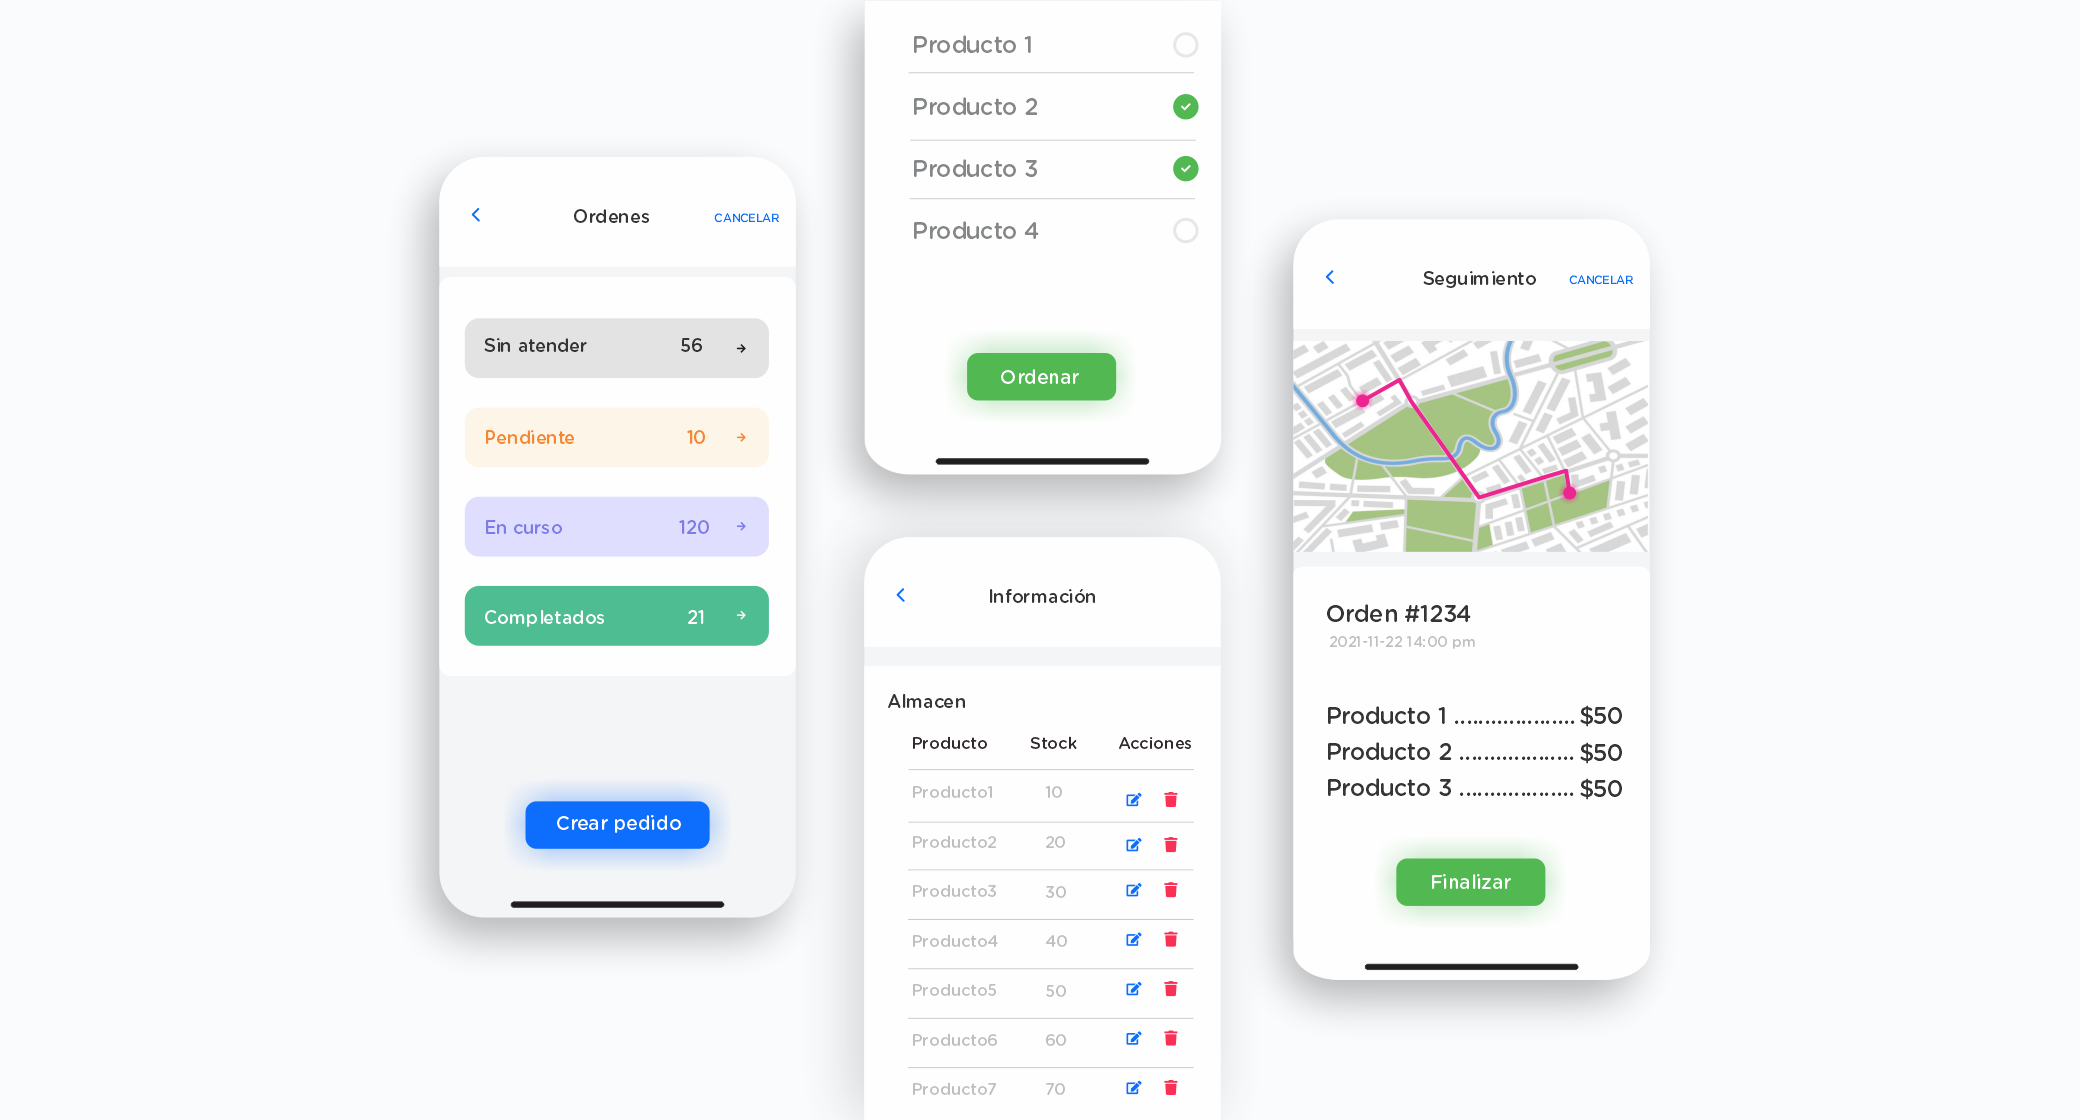 Ordenes CANCELAR
Sin atender 56
Pendiente 10
En curso 120
Completados 21
Crear pedido
Producto 1
Producto 2
Producto 3
Producto 4
Ordenar
Información
Almacen
Producto Stock Acciones
Producto1 10
Producto2 20
Producto3 30
Producto4 40
Producto5 50
Producto6 60
Producto7 70
Seguimiento CANCELAR
Orden #1234
2021-11-22 14:00 pm
Producto 1 .................... $50
Producto 2 ................... $50
Producto 3 ................... $50
Finalizar